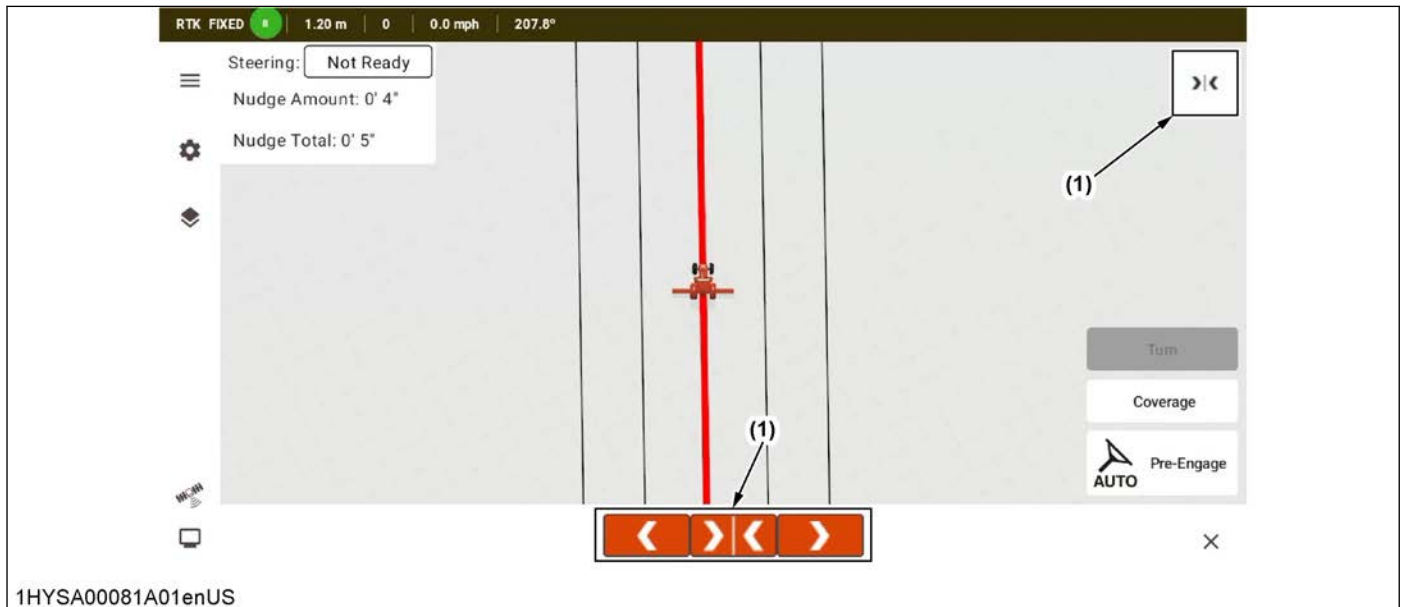 RTK FIXED 1.20 m 0 0.0 mph 207.8°
Steering: Not Ready
Nudge Amount: 0' 4"
Nudge Total: 0' 5"
(1)
Turn
Coverage
(1)
AUTO Pre-Engage
1HYSA00081A01enUS